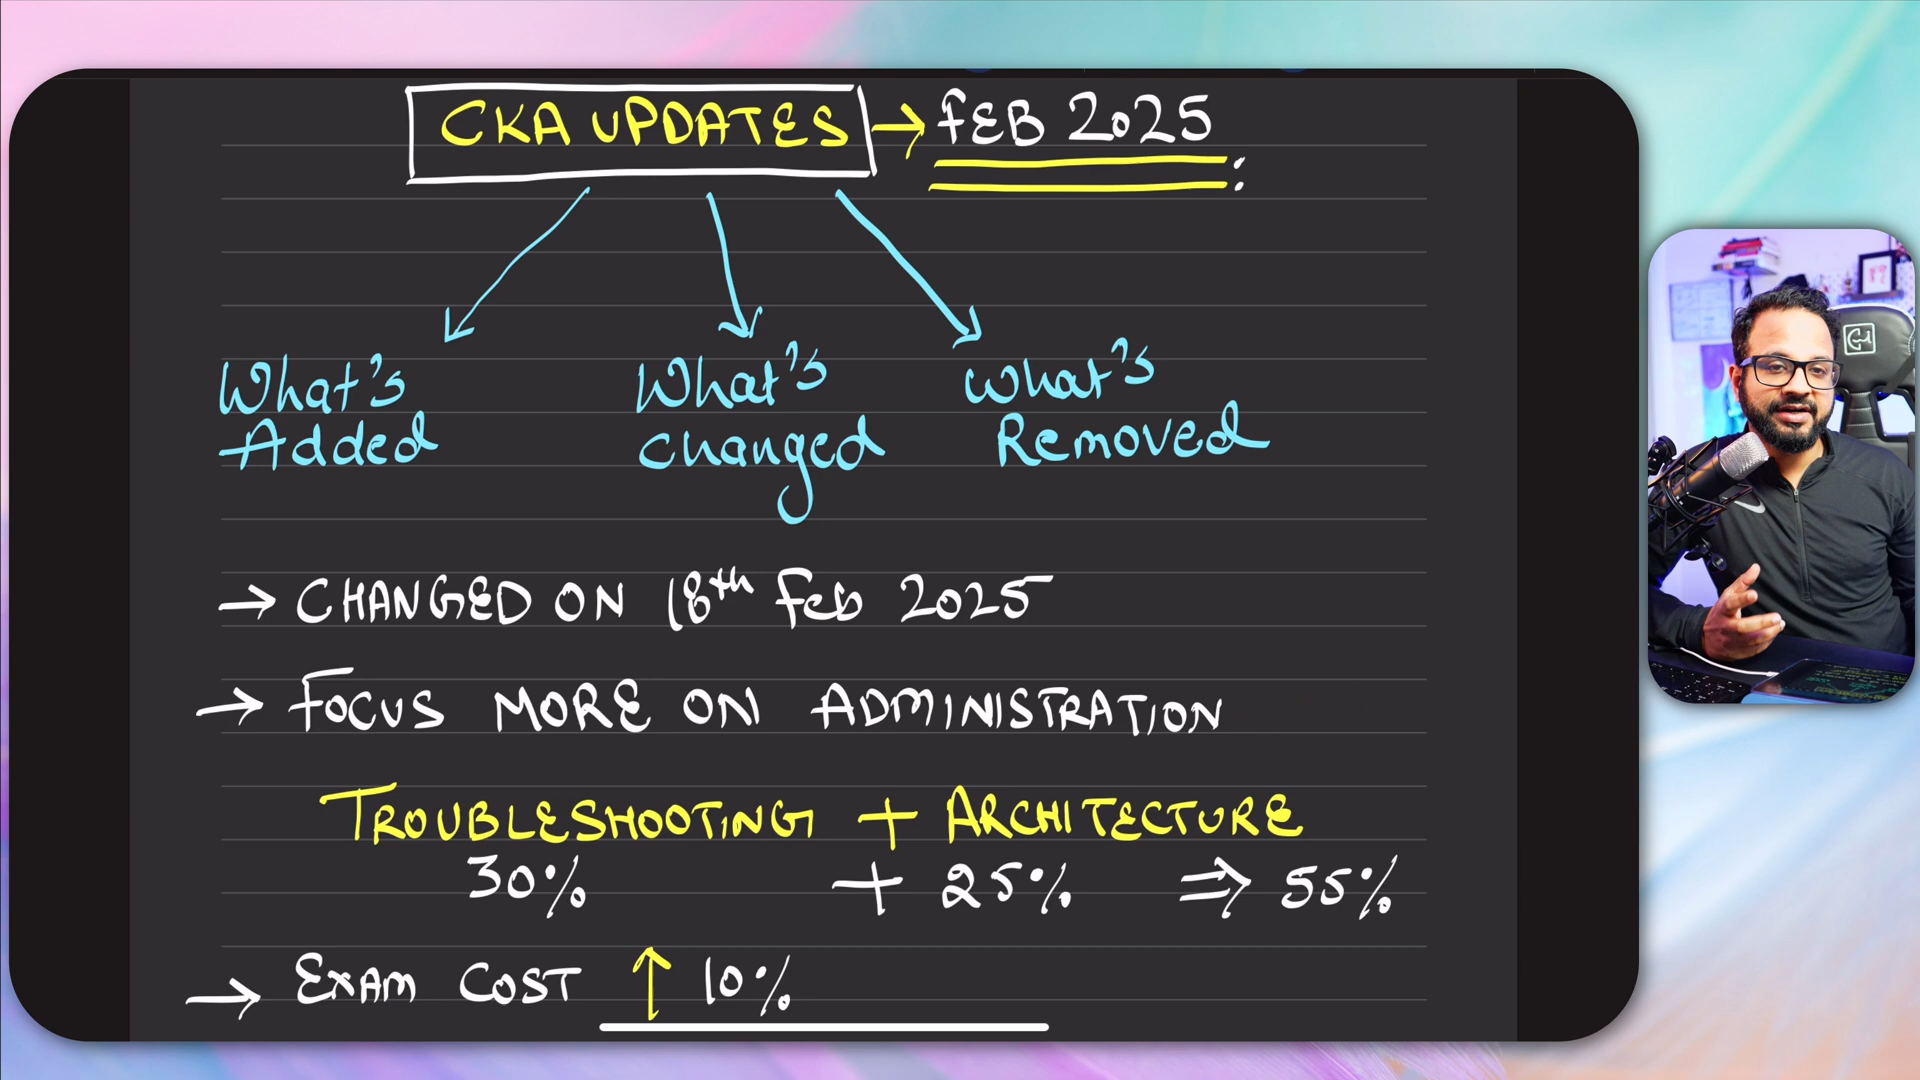 CKA UPDATES → FEB 2025 :
What's Added
What's changed
What's Removed
→ CHANGED ON 18th Feb 2025
→ FOCUS MORE ON ADMINISTRATION
TROUBLESHOOTING + ARCHITECTURE
30% + 25% ⇒ 55%
→ EXAM COST ↑ 10%